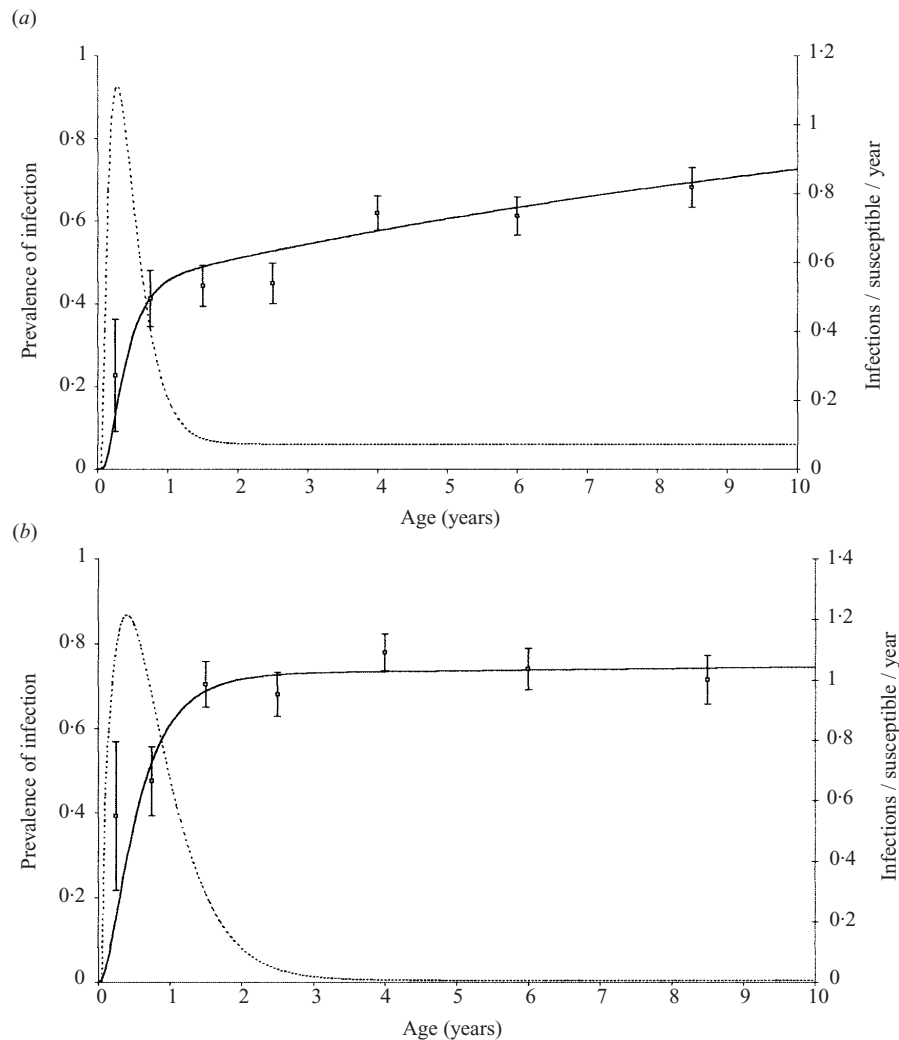 (a)
1
0·8
0·6
0·4
0·2
0
Prevalence of infection
1·2
1
0·8
0·6
0·4
0·2
0
Infections / susceptible / year
0 1 2 3 4 5 6 7 8 9 10
Age (years)
(b)
1
0·8
0·6
0·4
0·2
0
Prevalence of infection
1·4
1·2
1
0·8
0·6
0·4
0·2
0
Infections / susceptible / year
0 1 2 3 4 5 6 7 8 9 10
Age (years)